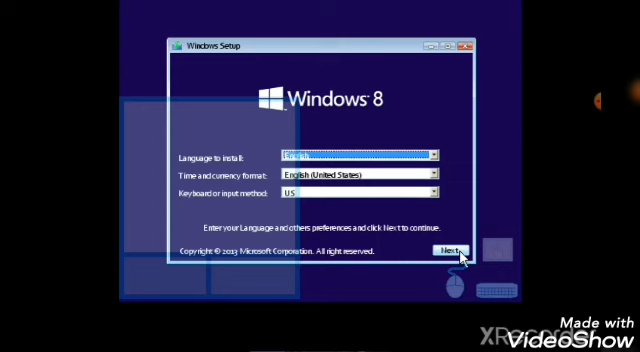 Windows Setup
Windows 8
Language to install: English
Time and currency format: English (United States)
Keyboard or input method: US
Enter your Language and others preferences and click Next to continue.
Copyright © 2013 Microsoft Corporation. All right reserved. Next
XRecorder
Made with
VideoShow